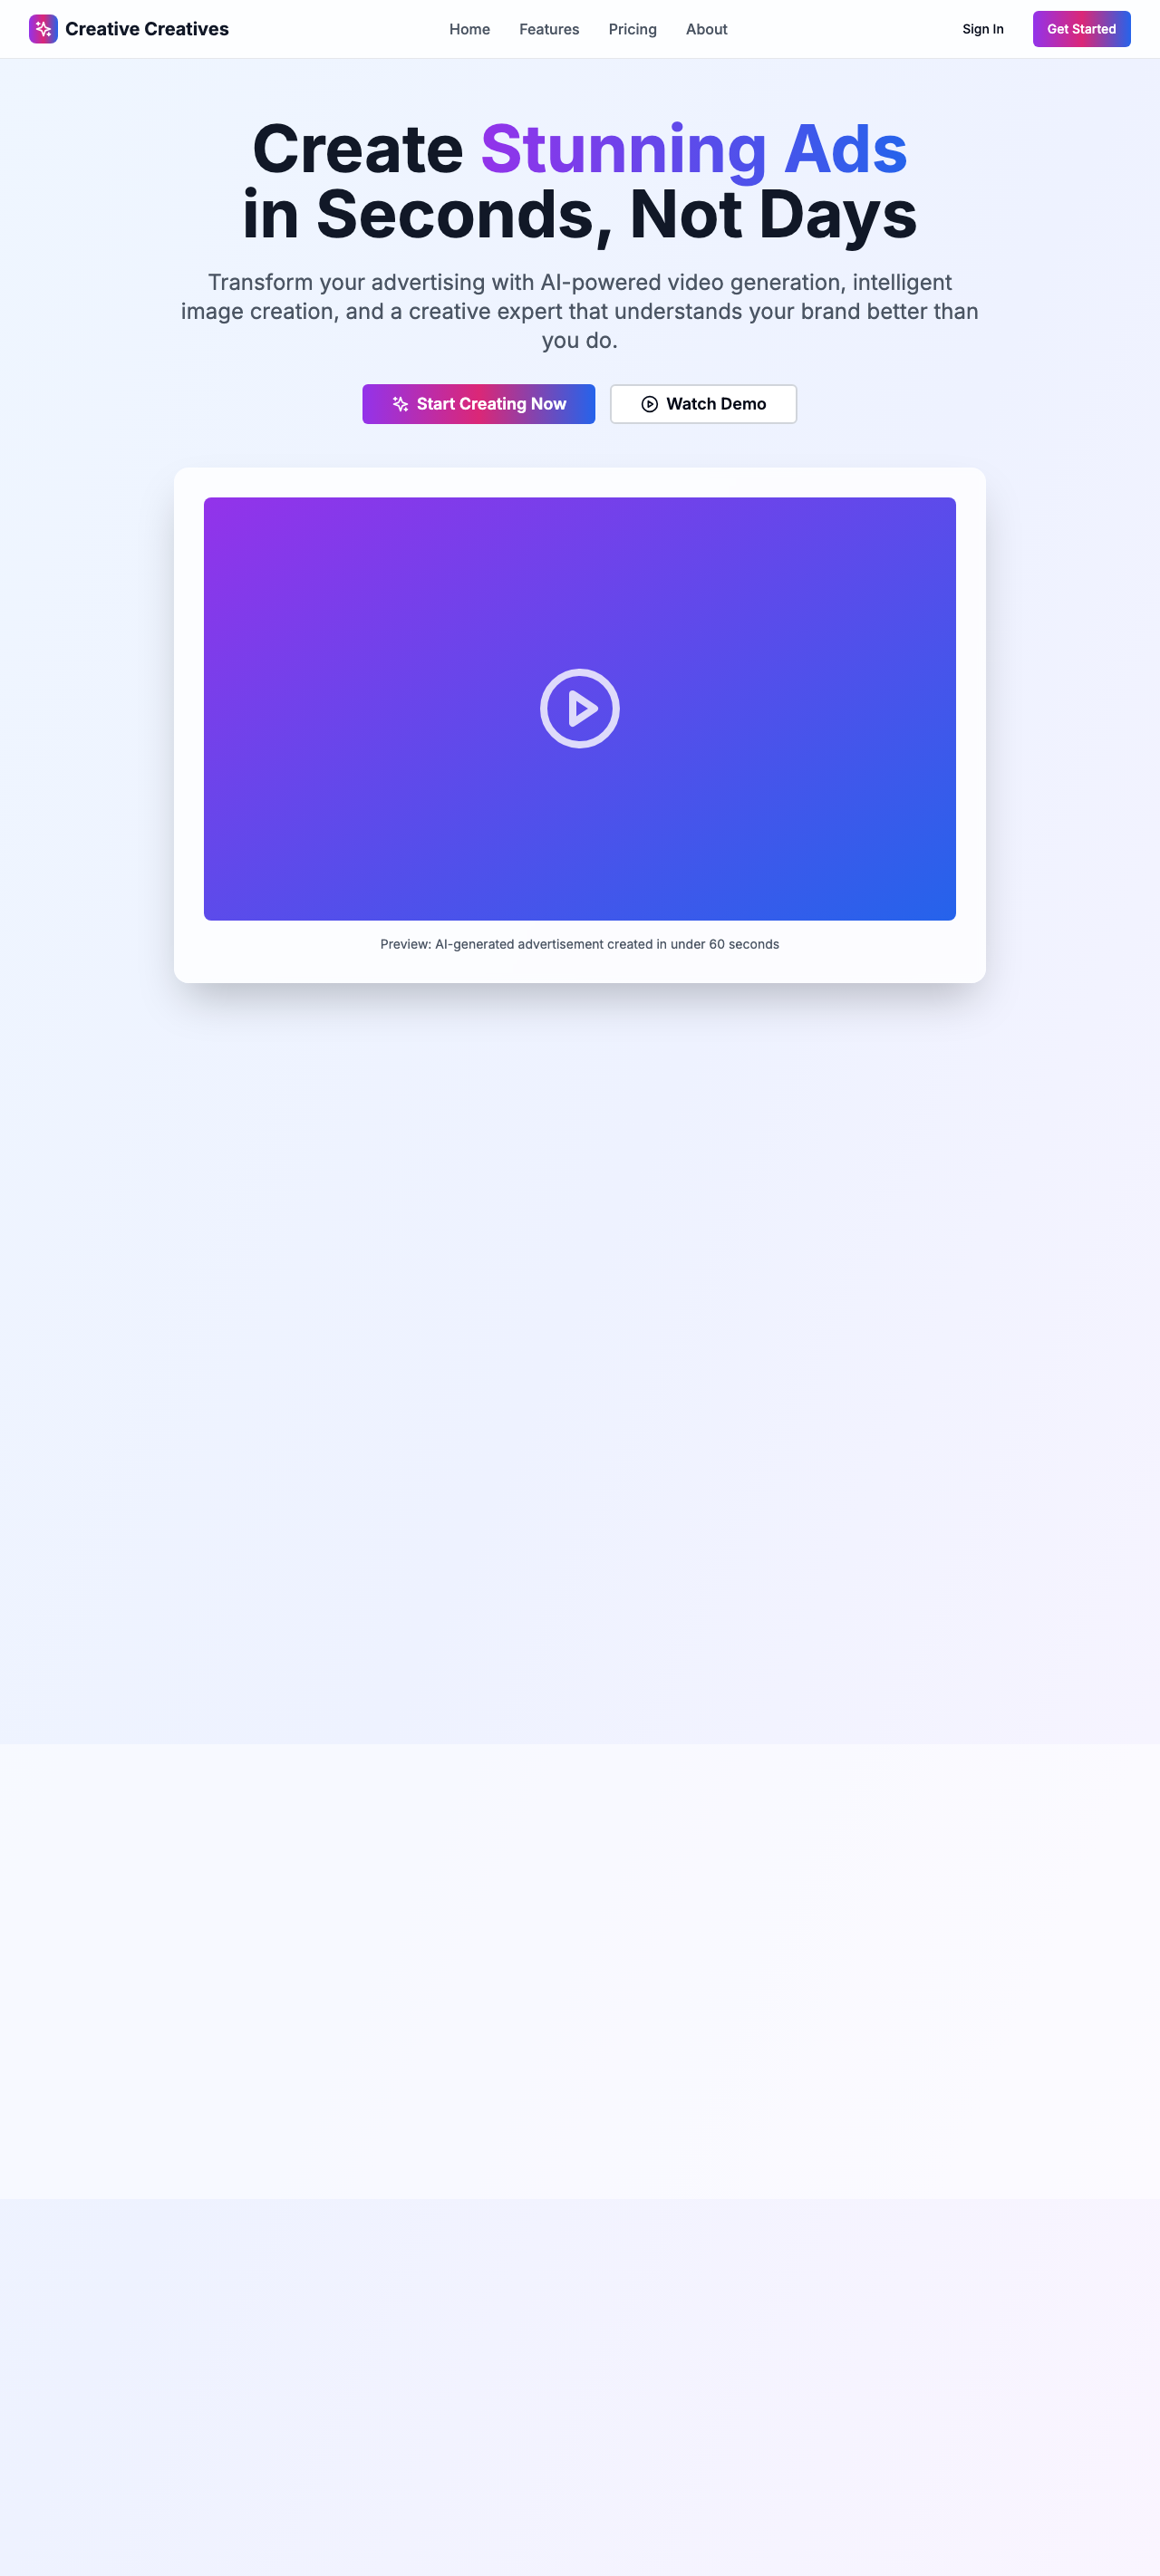 Creative Creatives
Home
Features
Pricing
About
Sign In
Get Started
Create Stunning Ads
in Seconds, Not Days
Transform your advertising with AI-powered video generation, intelligent
image creation, and a creative expert that understands your brand better than
you do.
Start Creating Now
Watch Demo
Preview: AI-generated advertisement created in under 60 seconds